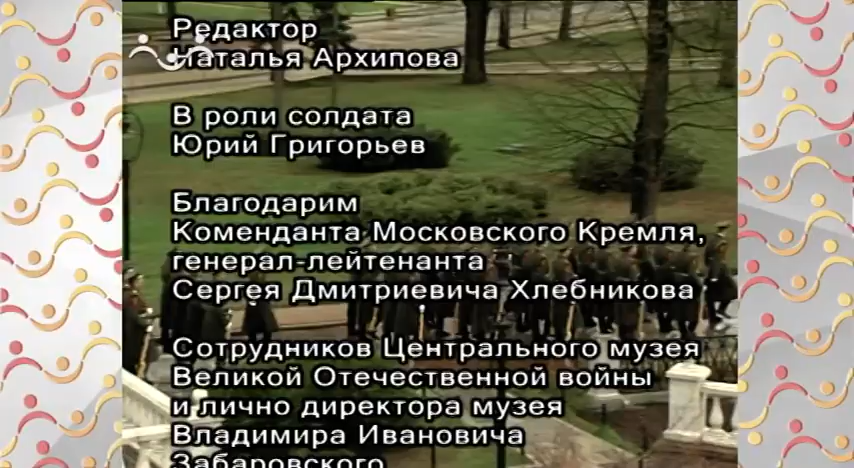 Редактор
Наталья Архипова
В роли солдата
Юрий Григорьев
Благодарим
Коменданта Московского Кремля,
генерал-лейтенанта
Сергея Дмитриевича Хлебникова
Сотрудников Центрального музея
Великой Отечественной войны
и лично директора музея
Владимира Ивановича
Забаровского